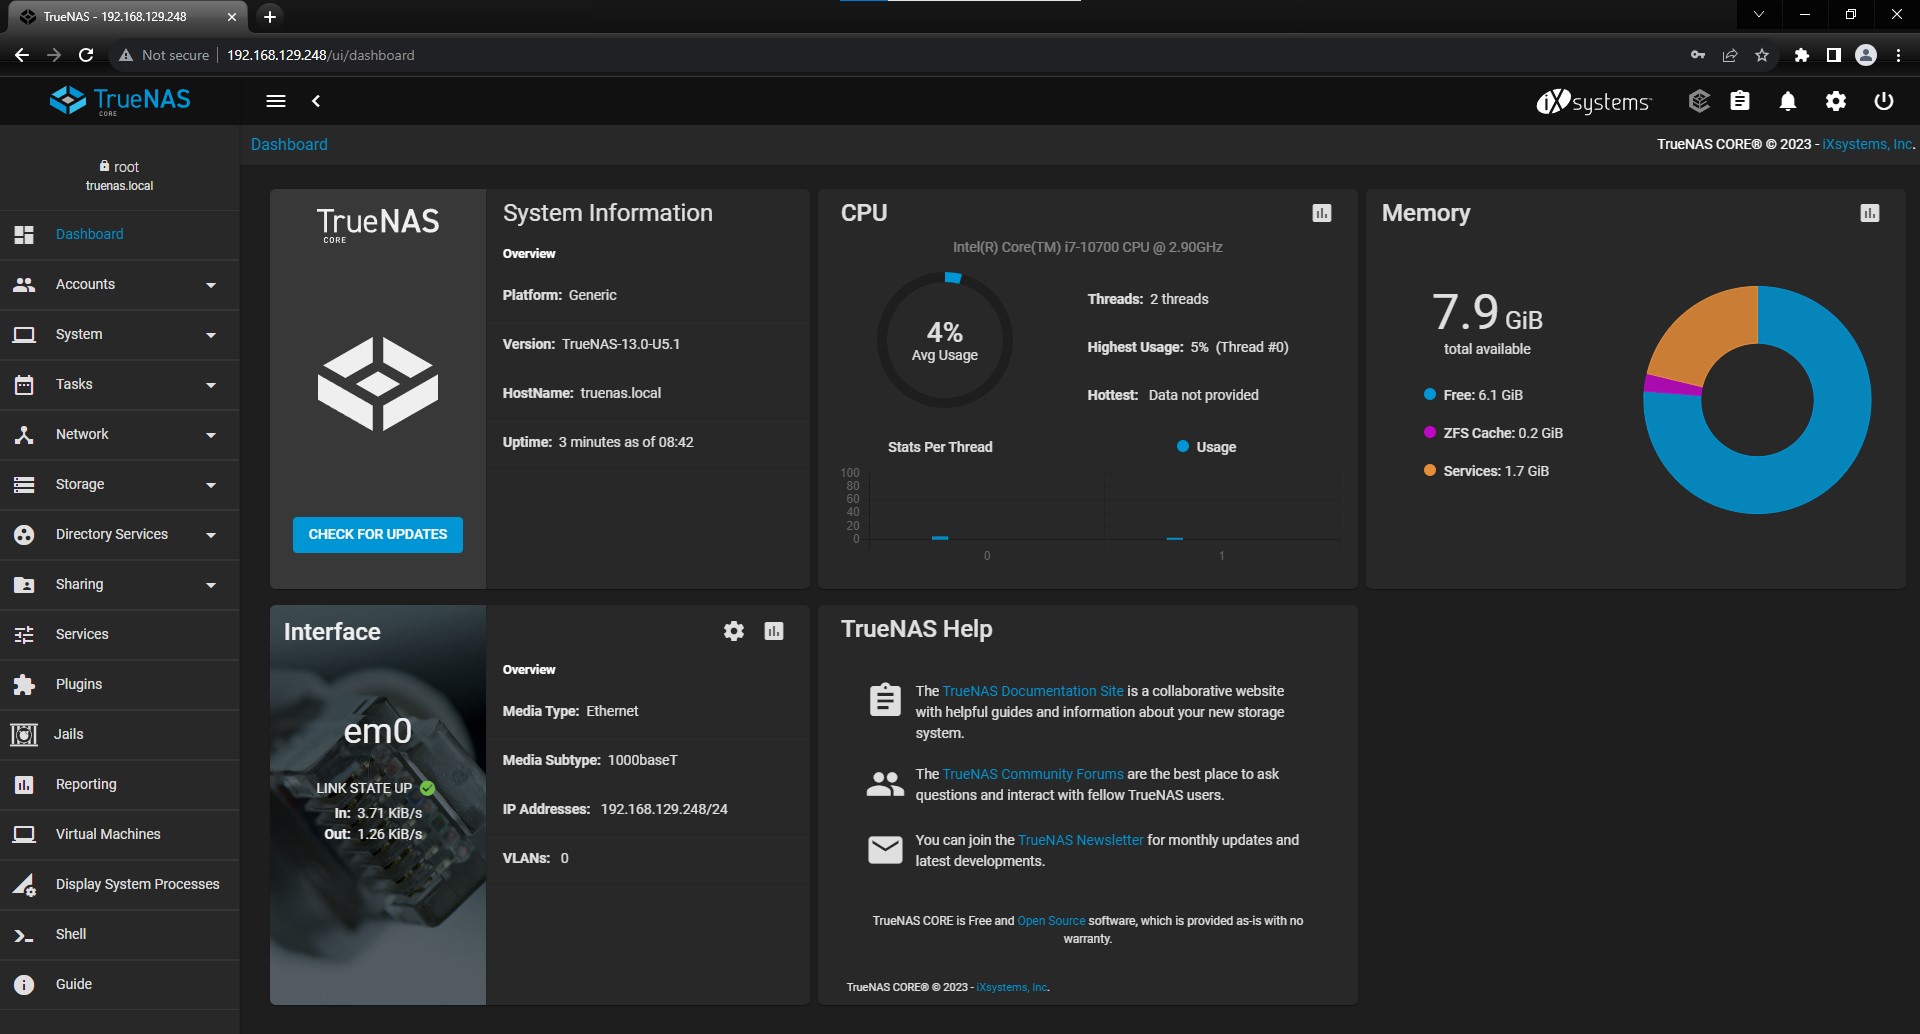 TrueNAS - 192.168.129.248
Not secure
192.168.129.248/ui/dashboard
TrueNAS
CORE
iXsystems
root
truenas.local
Dashboard
Accounts
System
Tasks
Network
Storage
Directory Services
Sharing
Services
Plugins
Jails
Reporting
Virtual Machines
Display System Processes
Shell
Guide
Dashboard
TrueNAS CORE® © 2023 - iXsystems, Inc.
TrueNAS
CORE
CHECK FOR UPDATES
System Information
Overview
Platform: Generic
Version: TrueNAS-13.0-U5.1
HostName: truenas.local
Uptime: 3 minutes as of 08:42
CPU
Intel(R) Core(TM) i7-10700 CPU @ 2.90GHz
4%
Avg Usage
Threads: 2 threads
Highest Usage: 5% (Thread #0)
Hottest: Data not provided
Stats Per Thread
Usage
100
80
60
40
20
0
0
1
Memory
7.9 GiB
total available
Free: 6.1 GiB
ZFS Cache: 0.2 GiB
Services: 1.7 GiB
Interface
em0
LINK STATE UP
In: 3.71 KiB/s
Out: 1.26 KiB/s
Overview
Media Type: Ethernet
Media Subtype: 1000baseT
IP Addresses: 192.168.129.248/24
VLANs: 0
TrueNAS Help
The TrueNAS Documentation Site is a collaborative website
with helpful guides and information about your new storage
system.
The TrueNAS Community Forums are the best place to ask
questions and interact with fellow TrueNAS users.
You can join the TrueNAS Newsletter for monthly updates and
latest developments.
TrueNAS CORE is Free and Open Source software, which is provided as-is with no
warranty.
TrueNAS CORE® © 2023 - iXsystems, Inc.